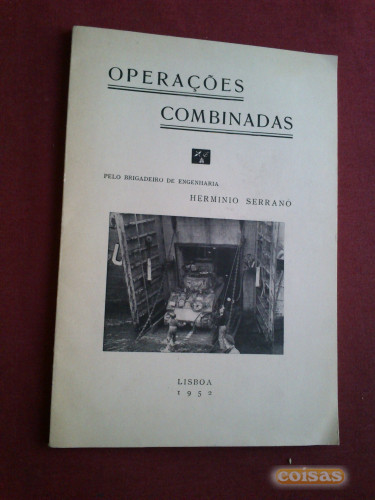 OPERAÇÕES
COMBINADAS
PELO BRIGADEIRO DE ENGENHARIA
HERMINIO SERRANO
LISBOA
1952
coisas